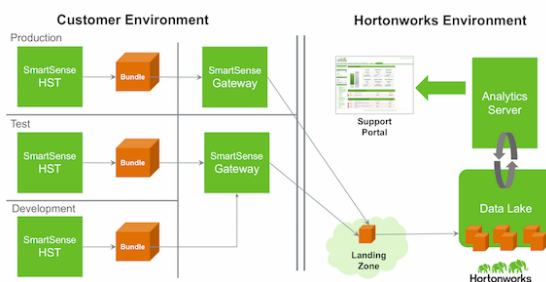 Customer Environment
Hortonworks Environment
Production
SmartSense
HST
Bundle
SmartSense
Gateway
Test
SmartSense
HST
Bundle
SmartSense
Gateway
Development
SmartSense
HST
Bundle
Support
Portal
Analytics
Server
Landing
Zone
Data Lake
Hortonworks